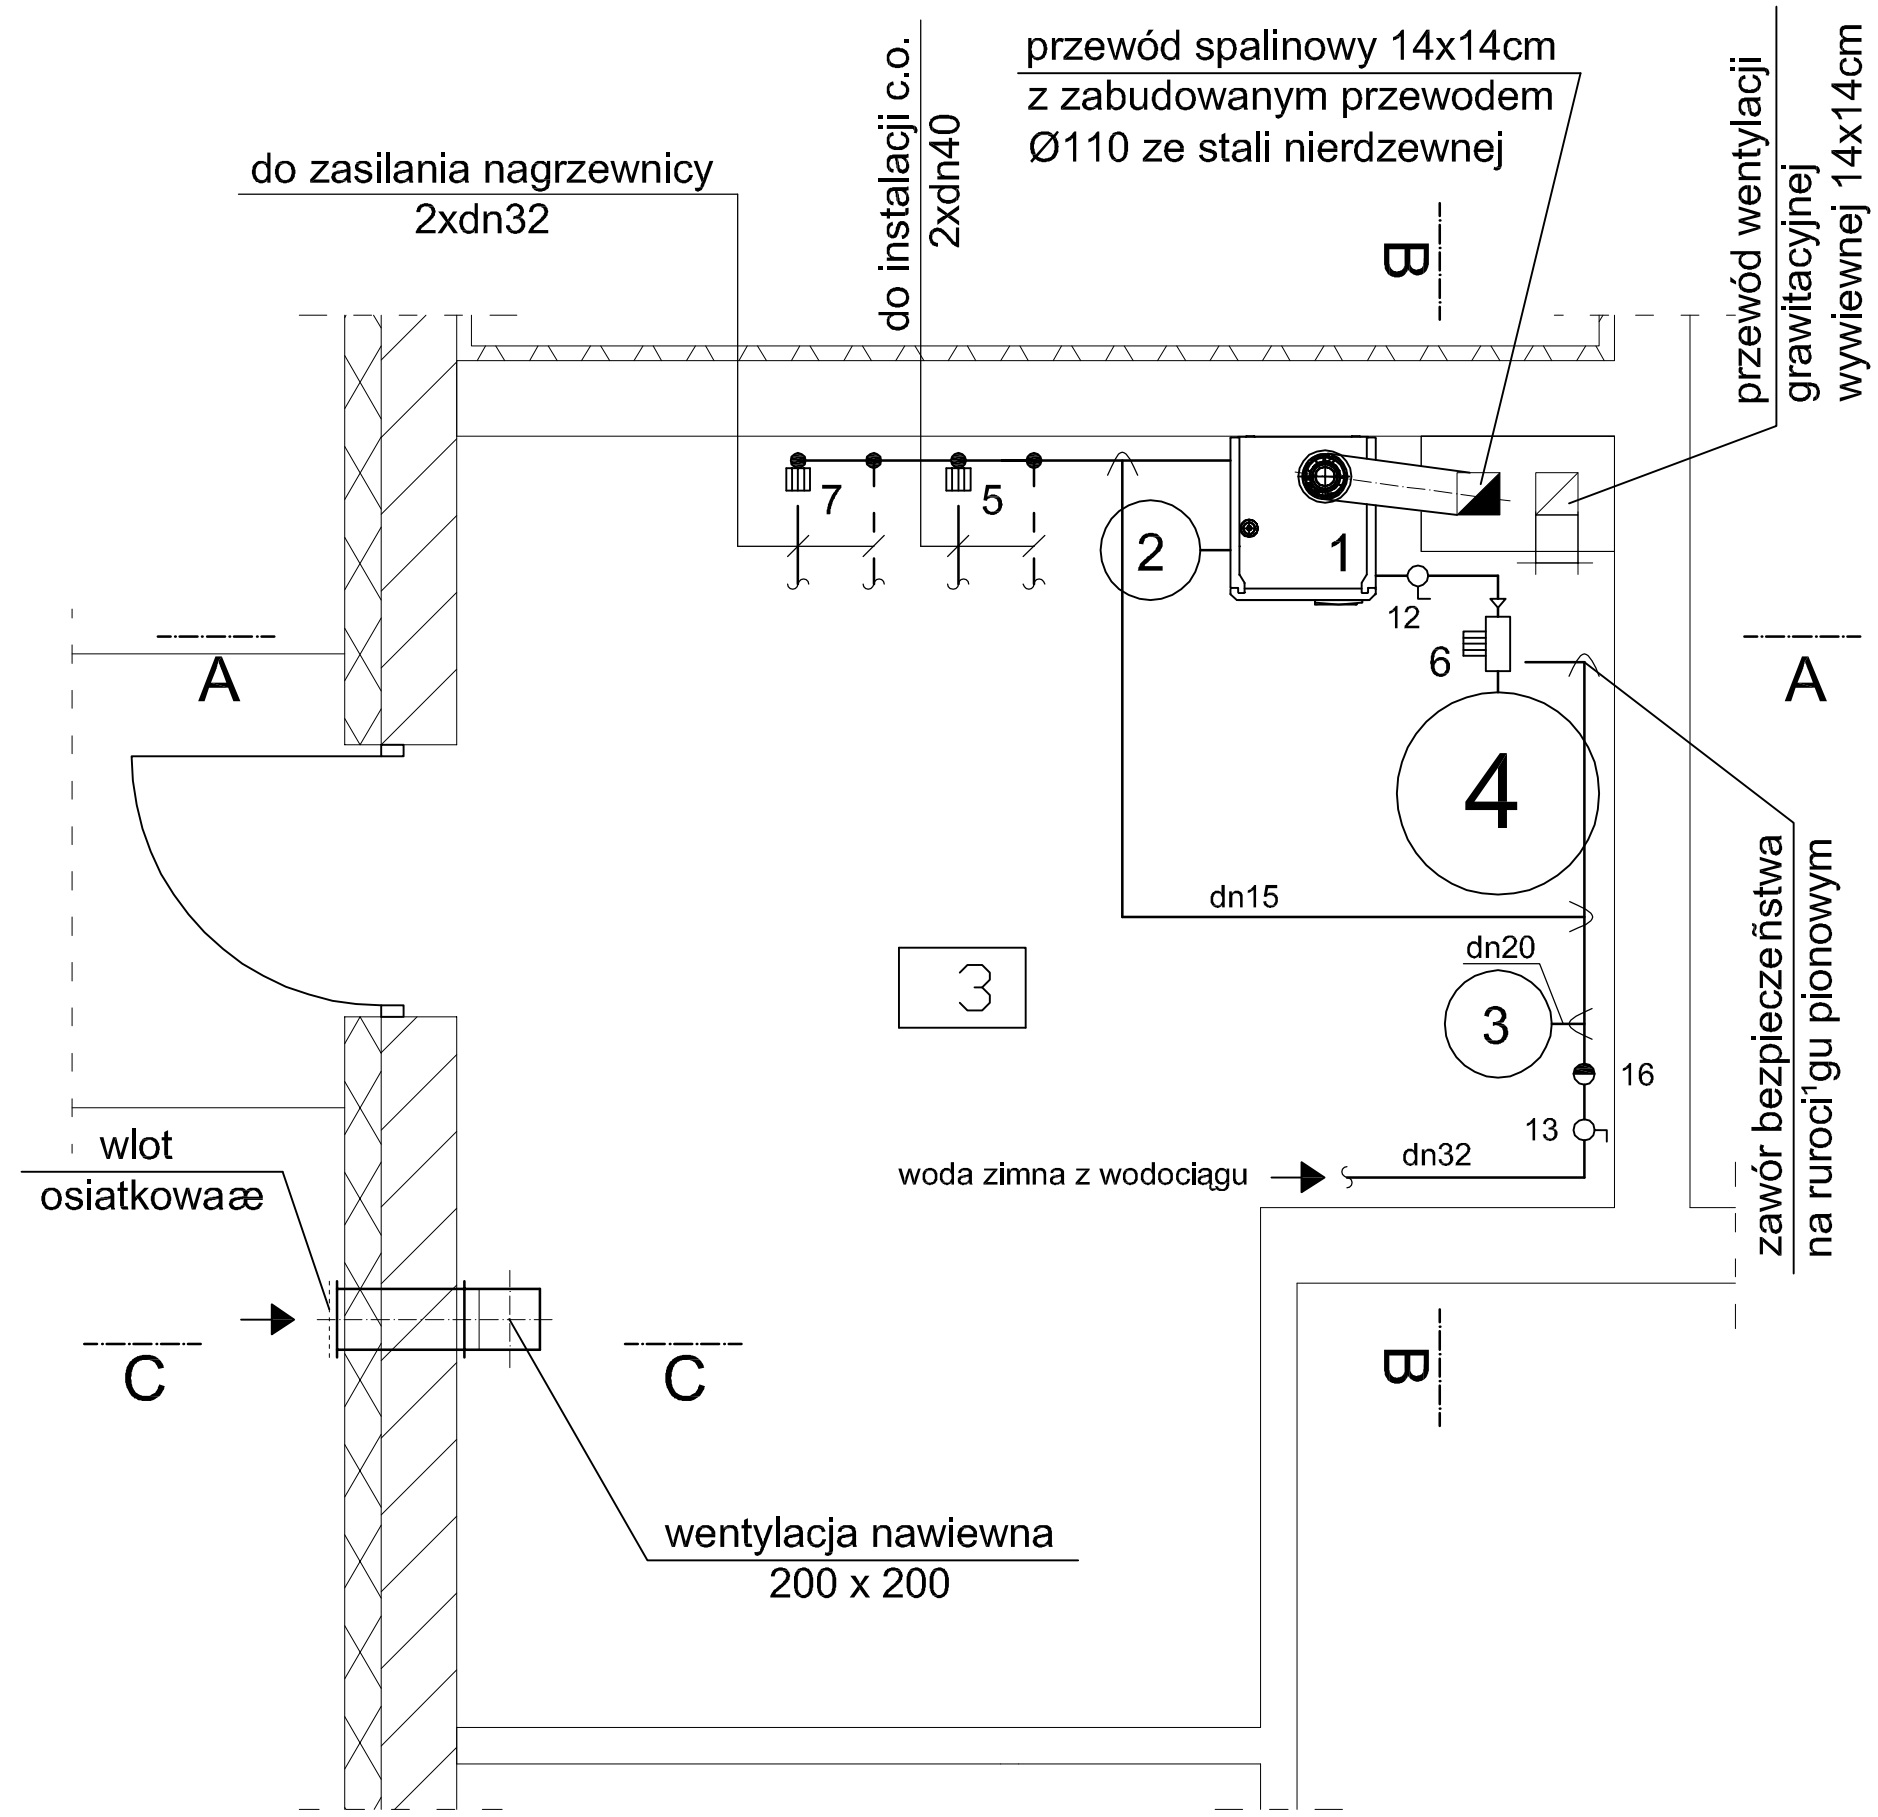 przewód spalinowy 14x14cm
z zabudowanym przewodem
Ø110 ze stali nierdzewnej
do instalacji c.o.
2xdn40
przewód wentylacji
grawitacyjnej
wywiewnej 14x14cm
do zasilania nagrzewnicy
2xdn32
B
7
5
2
1
12
6
A
A
4
dn15
dn20
3
3
16
13
dn32
woda zimna z wodociągu
zawór bezpieczeñstwa
na ruroci¹gu pionowym
wlot
osiatkowaæ
C
C
B
wentylacja nawiewna
200 x 200